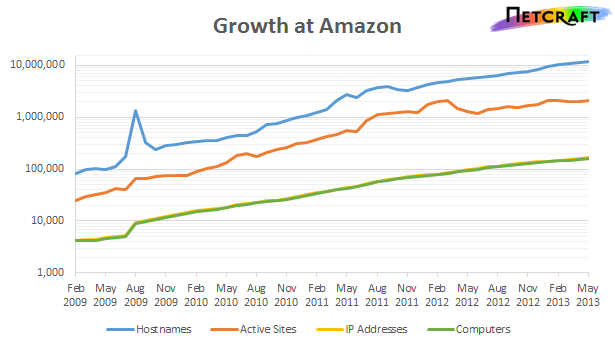 Growth at Amazon
NETCRAFT
10,000,000
1,000,000
100,000
10,000
1,000
Feb 2009
May 2009
Aug 2009
Nov 2009
Feb 2010
May 2010
Aug 2010
Nov 2010
Feb 2011
May 2011
Aug 2011
Nov 2011
Feb 2012
May 2012
Aug 2012
Nov 2012
Feb 2013
May 2013
Hostnames
Active Sites
IP Addresses
Computers